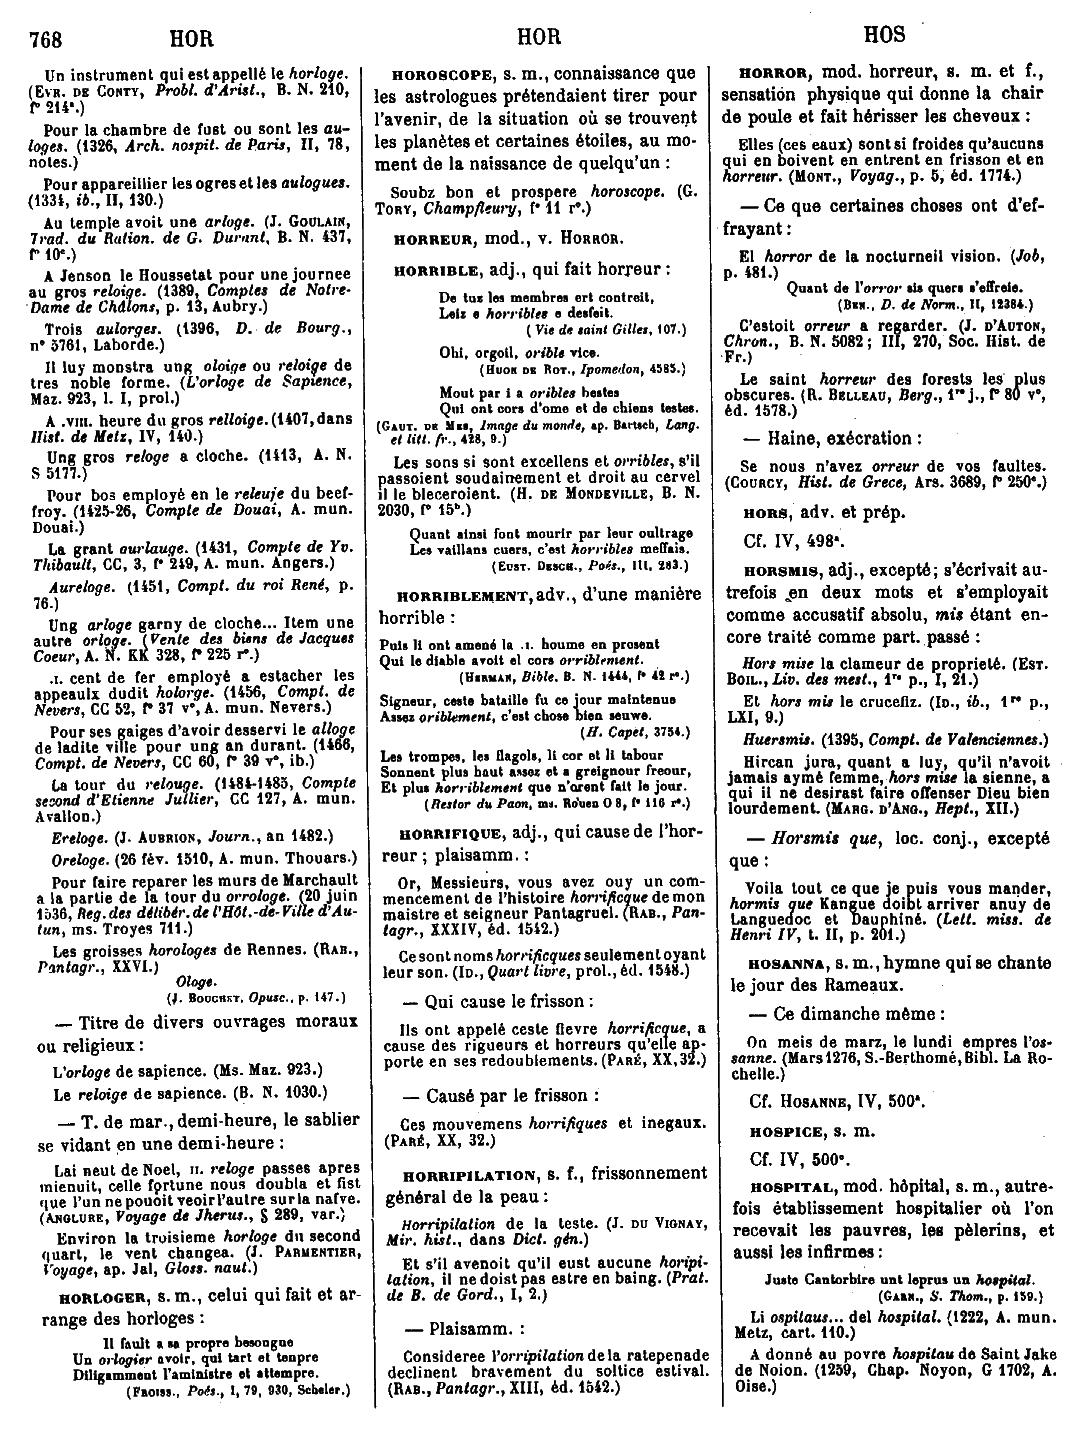 768 HOR HOR HOS
Un instrument qui est appellé le horloge.
(EVR. DE CONTY, Probl. d'Arist., B. N. 210,
f° 214ª.)
Pour la chambre de fust ou sont les au-
loges. (1326, Arch. hospit. de Paris, II, 78,
notes.)
Pour appareillier les ogres et les aulogues.
(1334, ib., II, 130.)
Au temple avoit une arloge. (J. GOULAIN,
Trad. du Ration. de G. Durant, B. N. 437,
f° 10ª.)
A Jenson le Houssetat pour une journee
au gros reloige. (1389, Comptes de Notre-
Dame de Châlons, p. 13, Aubry.)
Trois aulorges. (1396, D. de Bourg.,
n° 5761, Laborde.)
Il luy monstra ung oloige ou reloige de
tres noble forme. (L'orloge de Sapience,
Maz. 923, l. I, prol.)
A .VIII. heure du gros relloige. (1407, dans
Hist. de Metz, IV, 140.)
Ung gros reloge a cloche. (1413, A. N.
S 5177.)
Pour bos employé en le releuje du beef-
froy. (1425-26, Compte de Douai, A. mun.
Douai.)
La grant aurlauge. (1431, Compte de Yv.
Thibault, CC, 3, f° 249, A. mun. Angers.)
Aureloge. (1451, Compt. du roi René, p.
76.)
Ung arloge garny de cloche... Item une
autre orloge. (Vente des biens de Jacques
Coeur, A. N. KK 328, f° 225 r°.)
.I. cent de fer employé a estacher les
appeaulx dudit holorge. (1456, Compt. de
Nevers, CC 52, f° 37 v°, A. mun. Nevers.)
Pour ses gaiges d'avoir desservi le alloge
de ladite ville pour ung an durant. (1466,
Compt. de Nevers, CC 60, f° 39 v°, ib.)
La tour du relouge. (1484-1485, Compte
second d'Etienne Jullier, CC 127, A. mun.
Avallon.)
Ereloge. (J. AUBRION, Journ., an 1482.)
Oreloge. (26 fév. 1510, A. mun. Thouars.)
Pour faire reparer les murs de Marchault
a la partie de la tour du orrologe. (20 juin
1536, Reg. des délibér. de l'Hôt.-de-Ville d'Au-
tun, ms. Troyes 711.)
Les groisses horologes de Rennes. (RAB.,
Pantagr., XXVI.)
Ologe.
(J. BOUCHET, Opusc., p. 147.)
— Titre de divers ouvrages moraux
ou religieux :
L'orloge de sapience. (Ms. Maz. 923.)
Le reloige de sapience. (B. N. 1030.)
— T. de mar., demi-heure, le sablier
se vidant en une demi-heure :
Lai neut de Noel, II. reloge passes apres
mienuit, celle fortune nous doubla et fist
que l'un ne pouoit veoir l'autre sur la nafve.
(ANGLURE, Voyage de Jherus., § 289, var.)
Environ la troisieme horloge du second
quart, le vent changea. (J. PARMENTIER,
Voyage, ap. Jal, Gloss. naut.)
HORLOGER, s. m., celui qui fait et ar-
range des horloges :
Il fault a sa propre besongne
Un orlogier avoir, qui tart et tenpre
Diligamment l'aministre et attempre.
(FROISS., Poés., I, 79, 930, Scheler.)
HOROSCOPE, s. m., connaissance que
les astrologues prétendaient tirer pour
l'avenir, de la situation où se trouvent
les planètes et certaines étoiles, au mo-
ment de la naissance de quelqu'un :
Soubz bon et prospere horoscope. (G.
TORY, Champfleury, f° 11 r°.)
HORREUR, mod., v. HORROR.
HORRIBLE, adj., qui fait horreur :
De tuz les membres ert contreit,
Leiz e horribles e desfeit.
(Vie de saint Gilles, 107.)
Ohi, orgoil, orible vice.
(HUON DE ROT., Ipomedon, 4585.)
Mout par i a oribles bestes
Qui ont cors d'ome et de chiens testes.
(GAUT. DE MES, Image du monde, ap. Bartsch, Lang.
et litt. fr., 428, 9.)
Les sons si sont excellens et orribles, s'il
passoient soudainement et droit au cervel
il le bleceroient. (H. DE MONDEVILLE, B. N.
2030, f° 15ᵇ.)
Quant ainsi font mourir par leur oultrage
Les vaillans cuers, c'est horribles meffais.
(EUST. DESCH., Poés., III, 283.)
HORRIBLEMENT, adv., d'une manière
horrible :
Puis li ont amené la .I. houme en present
Qui le diable avoit el cors orriblement.
(HERMAN, Bible, B. N. 1444, f° 42 r°.)
Signeur, ceste bataille fu ce jour maintenue
Assez oriblement, c'est chose bien seuwe.
(H. Capet, 3754.)
Les trompes, les flagols, li cor et li tabour
Sonnent plus haut assez et a greignour freour,
Et plus horriblement que n'orent fait le jour.
(Restor du Paon, ms. Rouen O 8, f° 116 r°.)
HORRIFIQUE, adj., qui cause de l'hor-
reur ; plaisamm. :
Or, Messieurs, vous avez ouy un com-
mencement de l'histoire horrificque de mon
maistre et seigneur Pantagruel. (RAB., Pan-
tagr., XXXIV, éd. 1542.)
Ce sont noms horrificques seulement oyant
leur son. (ID., Quart livre, prol., éd. 1548.)
— Qui cause le frisson :
Ils ont appelé ceste fievre horrificque, a
cause des rigueurs et horreurs qu'elle ap-
porte en ses redoublements. (PARÉ, XX, 32.)
— Causé par le frisson :
Ces mouvemens horrifiques et inegaux.
(PARÉ, XX, 32.)
HORRIPILATION, s. f., frissonnement
général de la peau :
Horripilation de la teste. (J. DU VIGNAY,
Mir. hist., dans Dict. gén.)
Et s'il avenoit qu'il eust aucune horipi-
lation, il ne doist pas estre en baing. (Prat.
de B. de Gord., I, 2.)
— Plaisamm. :
Consideree l'orripilation de la ratepenade
declinent bravement du soltice estival.
(RAB., Pantagr., XIII, éd. 1542.)
HORROR, mod. horreur, s. m. et f.,
sensation physique qui donne la chair
de poule et fait hérisser les cheveux :
Elles (ces eaux) sont si froides qu'aucuns
qui en boivent en entrent en frisson et en
horreur. (MONT., Voyag., p. 5, éd. 1774.)
— Ce que certaines choses ont d'ef-
frayant :
El horror de la nocturneil vision. (Job,
p. 481.)
Quant de l'orror sis quers s'effreie.
(BEN., D. de Norm., II, 12384.)
C'estoit orreur a regarder. (J. D'AUTON,
Chron., B. N. 5082 ; III, 270, Soc. Hist. de
Fr.)
Le saint horreur des forests les plus
obscures. (R. BELLEAU, Berg., 1ʳᵉ j., f° 80 v°,
éd. 1578.)
— Haine, exécration :
Se nous n'avez orreur de vos faultes.
(COURCY, Hist. de Grece, Ars. 3689, f° 250ª.)
HORS, adv. et prép.
Cf. IV, 498ª.
HORSMIS, adj., excepté ; s'écrivait au-
trefois en deux mots et s'employait
comme accusatif absolu, mis étant en-
core traité comme part. passé :
Hors mise la clameur de proprieté. (EST.
BOIL., Liv. des mest., 1ʳᵉ p., I, 21.)
Et hors mis le crucefiz. (ID., ib., 1ʳᵉ p.,
LXI, 9.)
Huersmis. (1395, Compt. de Valenciennes.)
Hircan jura, quant a luy, qu'il n'avoit
jamais aymé femme, hors mise la sienne, a
qui il ne desirast faire offenser Dieu bien
lourdement. (MARG. D'ANG., Hept., XII.)
— Horsmis que, loc. conj., excepté
que :
Voila tout ce que je puis vous mander,
hormis que Kangue doibt arriver anuy de
Languedoc et Dauphiné. (Lett. miss. de
Henri IV, t. II, p. 201.)
HOSANNA, s. m., hymne qui se chante
le jour des Rameaux.
— Ce dimanche même :
On meis de marz, le lundi empres l'os-
sanne. (Mars 1276, S.-Berthomé, Bibl. La Ro-
chelle.)
Cf. HOSANNE, IV, 500ª.
HOSPICE, s. m.
Cf. IV, 500ᵉ.
HOSPITAL, mod. hôpital, s. m., autre-
fois établissement hospitalier où l'on
recevait les pauvres, les pèlerins, et
aussi les infirmes :
Juste Cantorbire unt leprus un hospital.
(GARN., S. Thom., p. 159.)
Li ospitaus... del hospital. (1222, A. mun.
Metz, cart. 110.)
A donné au povre hospitau de Saint Jake
de Noion. (1259, Chap. Noyon, G 1702, A.
Oise.)